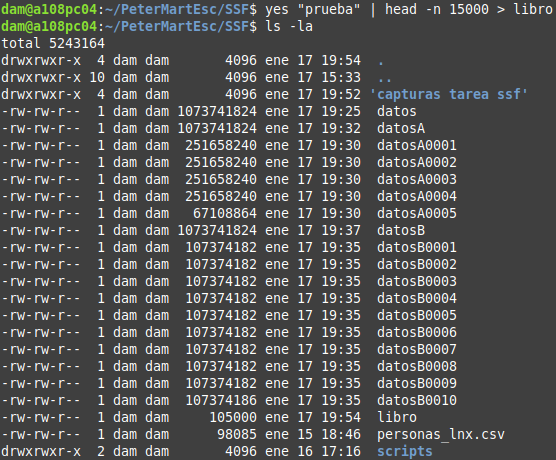 dam@a108pc04:~/PeterMartEsc/SSF$ yes "prueba" | head -n 15000 > libro
dam@a108pc04:~/PeterMartEsc/SSF$ ls -la
total 5243164
drwxrwxr-x  4 dam dam       4096 ene 17 19:54  .
drwxrwxr-x 10 dam dam       4096 ene 17 15:33  ..
drwxrwxr-x  4 dam dam       4096 ene 17 19:52 'capturas tarea ssf'
-rw-rw-r--  1 dam dam 1073741824 ene 17 19:25  datos
-rw-rw-r--  1 dam dam 1073741824 ene 17 19:32  datosA
-rw-rw-r--  1 dam dam  251658240 ene 17 19:30  datosA0001
-rw-rw-r--  1 dam dam  251658240 ene 17 19:30  datosA0002
-rw-rw-r--  1 dam dam  251658240 ene 17 19:30  datosA0003
-rw-rw-r--  1 dam dam  251658240 ene 17 19:30  datosA0004
-rw-rw-r--  1 dam dam   67108864 ene 17 19:30  datosA0005
-rw-rw-r--  1 dam dam 1073741824 ene 17 19:37  datosB
-rw-rw-r--  1 dam dam  107374182 ene 17 19:35  datosB0001
-rw-rw-r--  1 dam dam  107374182 ene 17 19:35  datosB0002
-rw-rw-r--  1 dam dam  107374182 ene 17 19:35  datosB0003
-rw-rw-r--  1 dam dam  107374182 ene 17 19:35  datosB0004
-rw-rw-r--  1 dam dam  107374182 ene 17 19:35  datosB0005
-rw-rw-r--  1 dam dam  107374182 ene 17 19:35  datosB0006
-rw-rw-r--  1 dam dam  107374182 ene 17 19:35  datosB0007
-rw-rw-r--  1 dam dam  107374182 ene 17 19:35  datosB0008
-rw-rw-r--  1 dam dam  107374182 ene 17 19:35  datosB0009
-rw-rw-r--  1 dam dam  107374186 ene 17 19:35  datosB0010
-rw-rw-r--  1 dam dam     105000 ene 17 19:54  libro
-rw-rw-r--  1 dam dam      98085 ene 15 18:46  personas_lnx.csv
drwxrwxr-x  2 dam dam       4096 ene 16 17:16  scripts